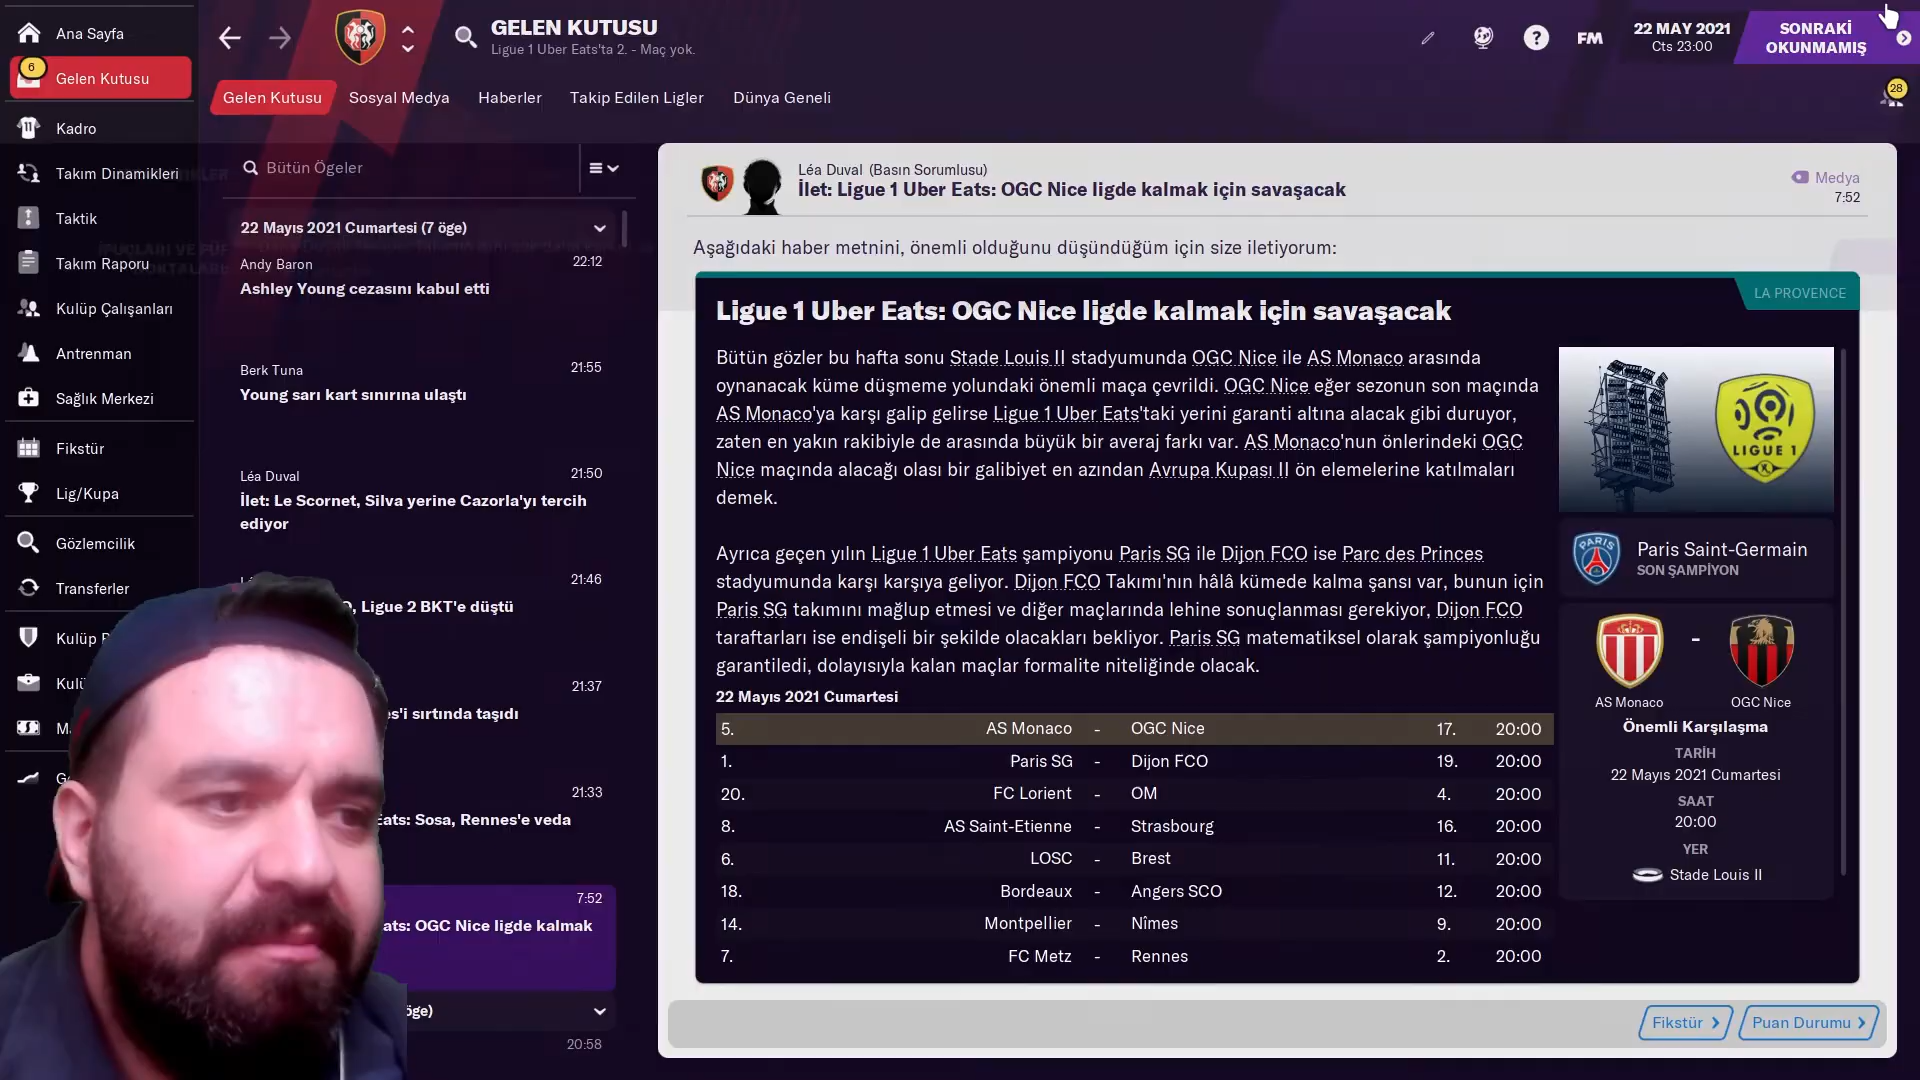 Ana Sayfa
6
Gelen Kutusu
Kadro
Takım Dinamikleri
Taktik
Takım Raporu
Kulüp Çalışanları
Antrenman
Sağlık Merkezi
Fikstür
Lig/Kupa
Gözlemcilik
Transferler
Kulüp
GELEN KUTUSU
Ligue 1 Uber Eats'ta 2. - Maç yok.
FM
22 MAY 2021
Cts 23:00
SONRAKİ
OKUNMAMIŞ
28
Gelen Kutusu
Sosyal Medya
Haberler
Takip Edilen Ligler
Dünya Geneli
Bütün Ögeler
22 Mayıs 2021 Cumartesi (7 öge)
Andy Baron 22:12
Ashley Young cezasını kabul etti
Berk Tuna 21:55
Young sarı kart sınırına ulaştı
Léa Duval 21:50
İlet: Le Scornet, Silva yerine Cazorla'yı tercih
ediyor
21:46
Ligue 2 BKT'e düştü
21:37
sırtında taşıdı
21:33
Sosa, Rennes'e veda
7:52
OGC Nice ligde kalmak
öge)
20:58
Léa Duval (Basın Sorumlusu)
İlet: Ligue 1 Uber Eats: OGC Nice ligde kalmak için savaşacak
Medya
7:52
Aşağıdaki haber metnini, önemli olduğunu düşündüğüm için size iletiyorum:
LA PROVENCE
Ligue 1 Uber Eats: OGC Nice ligde kalmak için savaşacak
Bütün gözler bu hafta sonu Stade Louis II stadyumunda OGC Nice ile AS Monaco arasında
oynanacak küme düşmeme yolundaki önemli maça çevrildi. OGC Nice eğer sezonun son maçında
AS Monaco'ya karşı galip gelirse Ligue 1 Uber Eats'taki yerini garanti altına alacak gibi duruyor,
zaten en yakın rakibiyle de arasında büyük bir averaj farkı var. AS Monaco'nun önlerindeki OGC
Nice maçında alacağı olası bir galibiyet en azından Avrupa Kupası II ön elemelerine katılmaları
demek.
Ayrıca geçen yılın Ligue 1 Uber Eats şampiyonu Paris SG ile Dijon FCO ise Parc des Princes
stadyumunda karşı karşıya geliyor. Dijon FCO Takımı'nın hâlâ kümede kalma şansı var, bunun için
Paris SG takımını mağlup etmesi ve diğer maçlarında lehine sonuçlanması gerekiyor, Dijon FCO
taraftarları ise endişeli bir şekilde olacakları bekliyor. Paris SG matematiksel olarak şampiyonluğu
garantiledi, dolayısıyla kalan maçlar formalite niteliğinde olacak.
22 Mayıs 2021 Cumartesi
5. AS Monaco - OGC Nice 17. 20:00
1. Paris SG - Dijon FCO 19. 20:00
20. FC Lorient - OM 4. 20:00
8. AS Saint-Etienne - Strasbourg 16. 20:00
6. LOSC - Brest 11. 20:00
18. Bordeaux - Angers SCO 12. 20:00
14. Montpellier - Nîmes 9. 20:00
7. FC Metz - Rennes 2. 20:00
LIGUE 1
PARIS
Paris Saint-Germain
SON ŞAMPİYON
-
AS Monaco
OGC Nice
Önemli Karşılaşma
TARİH
22 Mayıs 2021 Cumartesi
SAAT
20:00
YER
Stade Louis II
Fikstür
Puan Durumu